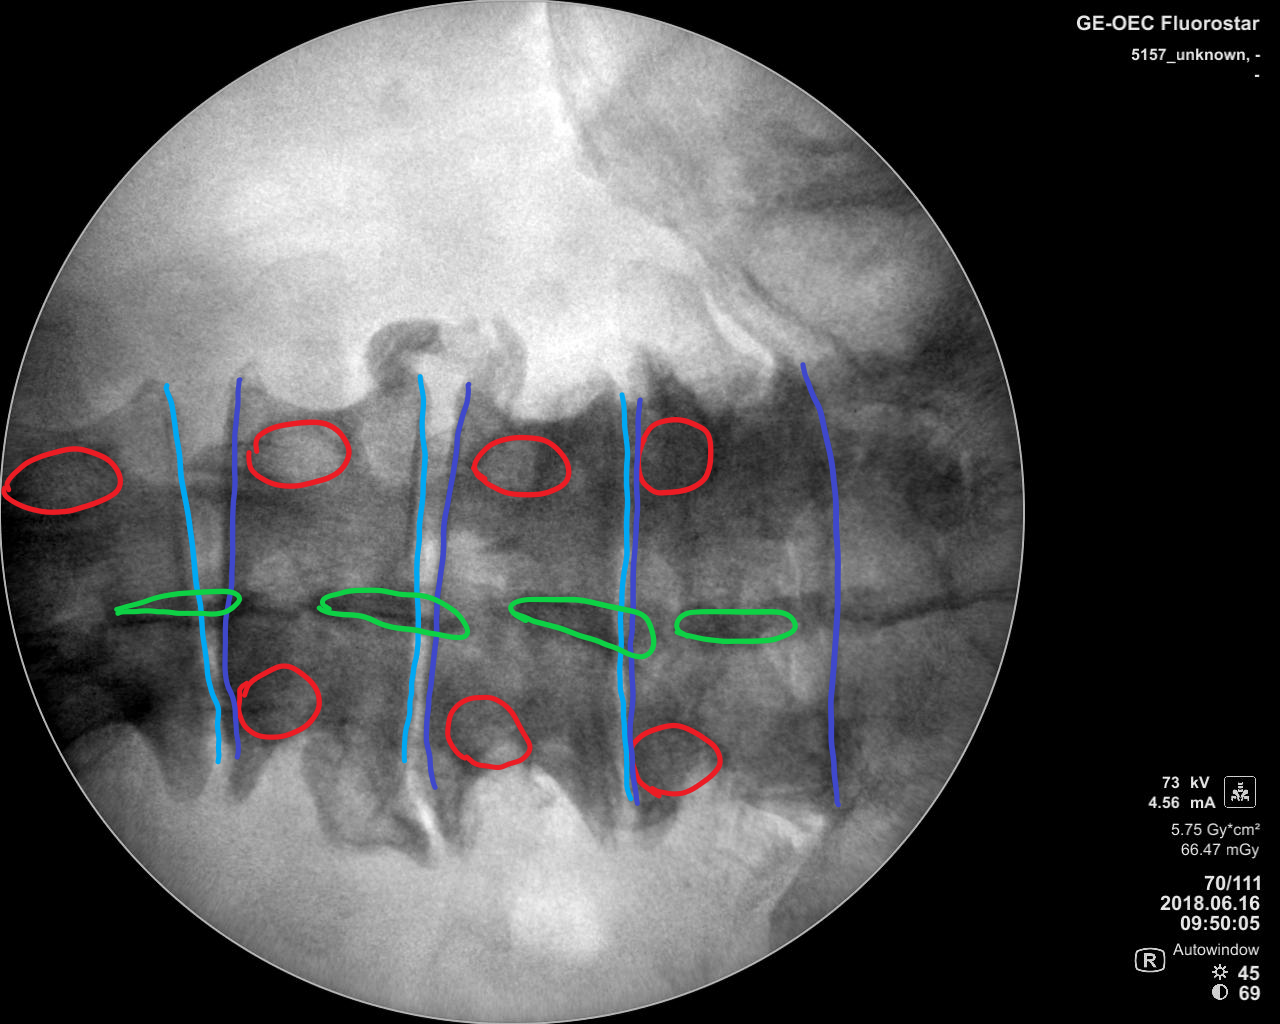 GE-OEC Fluorostar
5157_unknown, -
-
73 kV
4.56 mA
5.75 Gy*cm²
66.47 mGy
70/111
2018.06.16
09:50:05
Autowindow
R
45
69